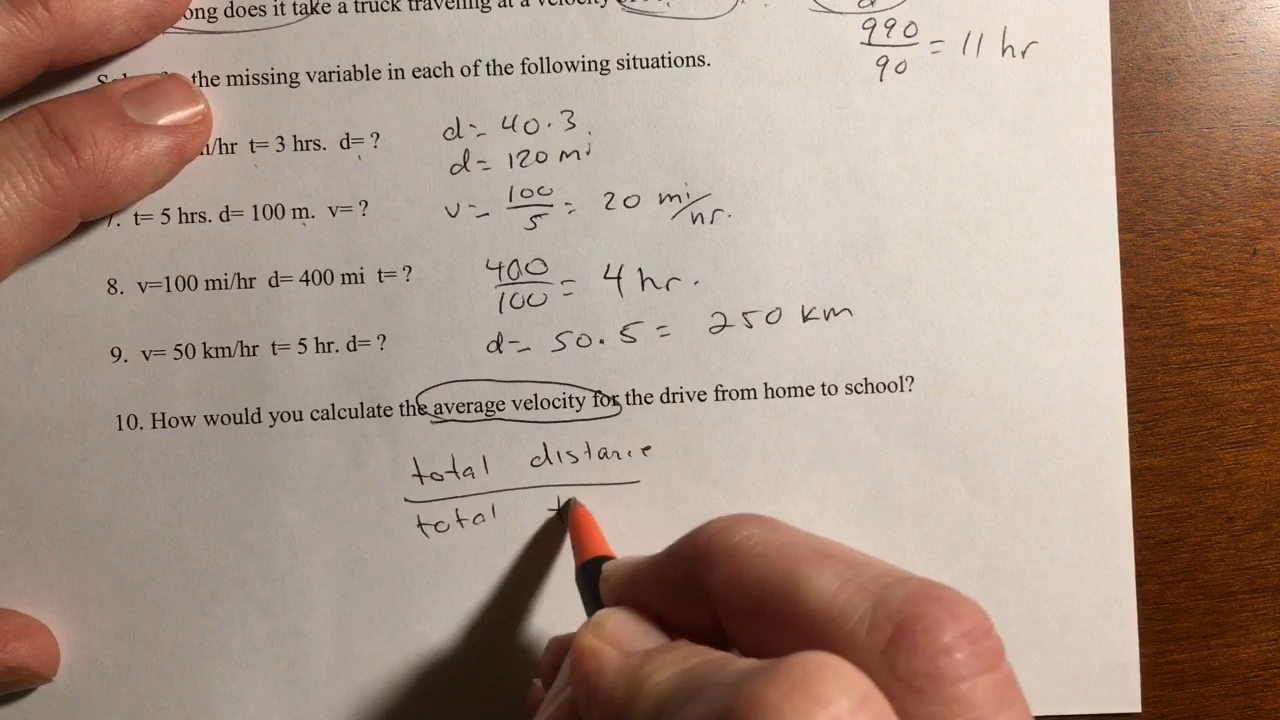 does it take a truck traveling at a velocity
990
90
= 11 hr
the missing variable in each of the following situations.
/hr t= 3 hrs. d= ?
d= 40.3
d= 120 mi
7. t= 5 hrs. d= 100 m. v= ?
v= 100
5
= 20 mi/hr.
8. v=100 mi/hr d= 400 mi t= ?
400
100
= 4 hr.
9. v= 50 km/hr t= 5 hr. d= ?
d= 50.5 = 250 km
10. How would you calculate the average velocity for the drive from home to school?
total distance
total t